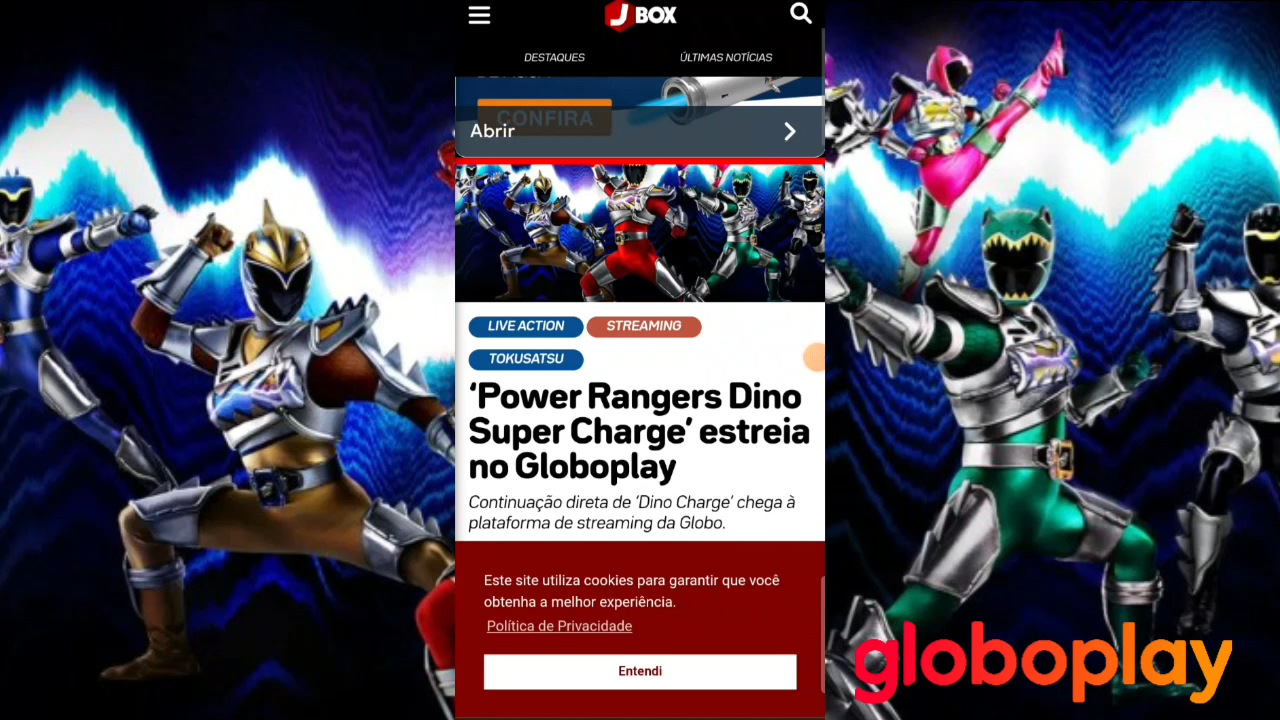 J BOX
DESTAQUES
ÚLTIMAS NOTÍCIAS
CONFIRA
Abrir
LIVE ACTION
STREAMING
TOKUSATSU
‘Power Rangers Dino
Super Charge’ estreia
no Globoplay
Continuação direta de ‘Dino Charge’ chega à
plataforma de streaming da Globo.
Este site utiliza cookies para garantir que você
obtenha a melhor experiência.
Política de Privacidade
Entendi
globoplay